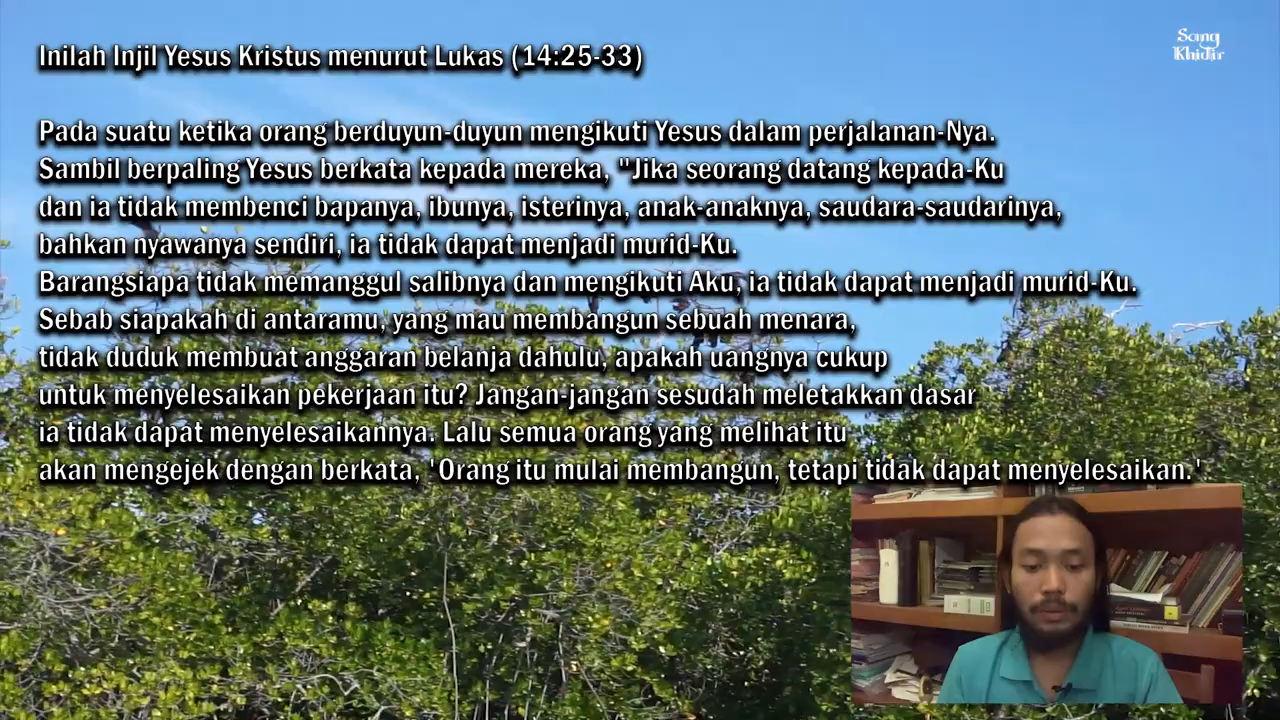 Inilah Injil Yesus Kristus menurut Lukas (14:25-33)
Sang
Khidir
Pada suatu ketika orang berduyun-duyun mengikuti Yesus dalam perjalanan-Nya.
Sambil berpaling Yesus berkata kepada mereka, "Jika seorang datang kepada-Ku
dan ia tidak membenci bapanya, ibunya, isterinya, anak-anaknya, saudara-saudarinya,
bahkan nyawanya sendiri, ia tidak dapat menjadi murid-Ku.
Barangsiapa tidak memanggul salibnya dan mengikuti Aku, ia tidak dapat menjadi murid-Ku.
Sebab siapakah di antaramu, yang mau membangun sebuah menara,
tidak duduk membuat anggaran belanja dahulu, apakah uangnya cukup
untuk menyelesaikan pekerjaan itu? Jangan-jangan sesudah meletakkan dasar
ia tidak dapat menyelesaikannya. Lalu semua orang yang melihat itu
akan mengejek dengan berkata, 'Orang itu mulai membangun, tetapi tidak dapat menyelesaikan.'